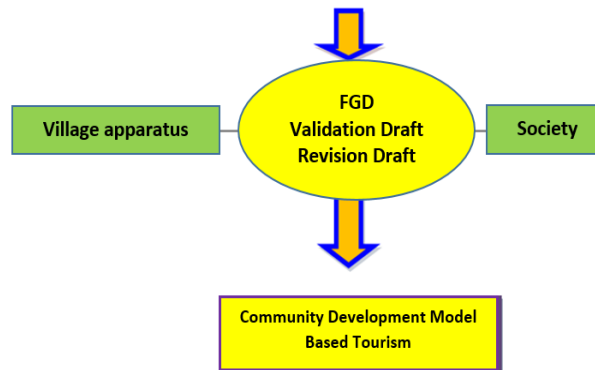 FGD
Village apparatus
Validation Draft
Society
Revision Draft
Community Development Model
Based Tourism